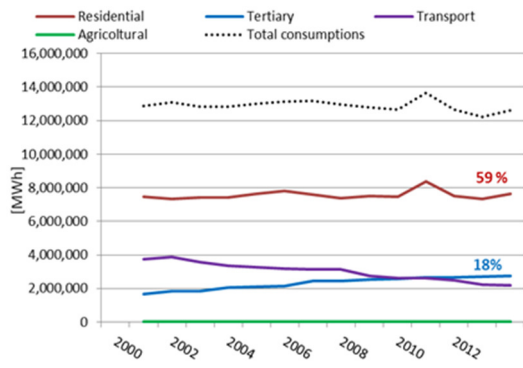 Residential Tertiary Transport
Agricoltural Total consumptions
16,000,000
14,000,000
12,000,000
10,000,000
8,000,000
6,000,000
4,000,000
2,000,000
0
[MWh]
59 %
18%
2000 2002 2004 2006 2008 2010 2012